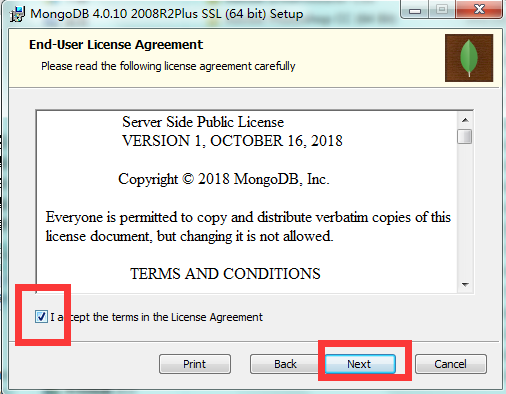 MongoDB 4.0.10 2008R2Plus SSL (64 bit) Setup
End-User License Agreement
Please read the following license agreement carefully
Server Side Public License
VERSION 1, OCTOBER 16, 2018
Copyright © 2018 MongoDB, Inc.
Everyone is permitted to copy and distribute verbatim copies of this
license document, but changing it is not allowed.
TERMS AND CONDITIONS
I accept the terms in the License Agreement
Print Back Next Cancel